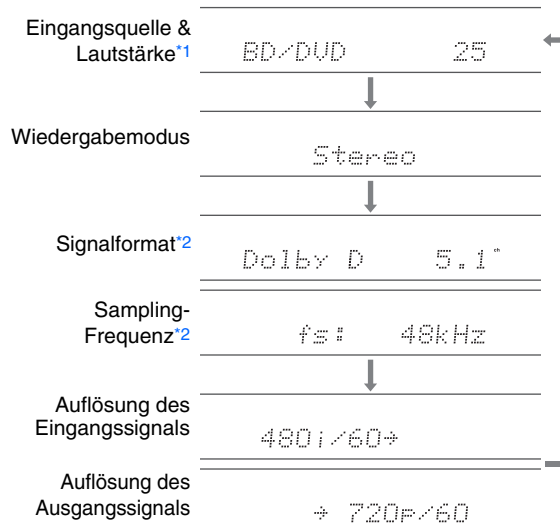 Eingangsquelle &
Lautstärke*1
BD/DVD 25
Wiedergabemodus
Stereo
Signalformat*2
Dolby D 5.1
Sampling-
Frequenz*2
fs: 48kHz
Auflösung des
Eingangssignals
480i/60→
Auflösung des
Ausgangssignals
→ 720p/60